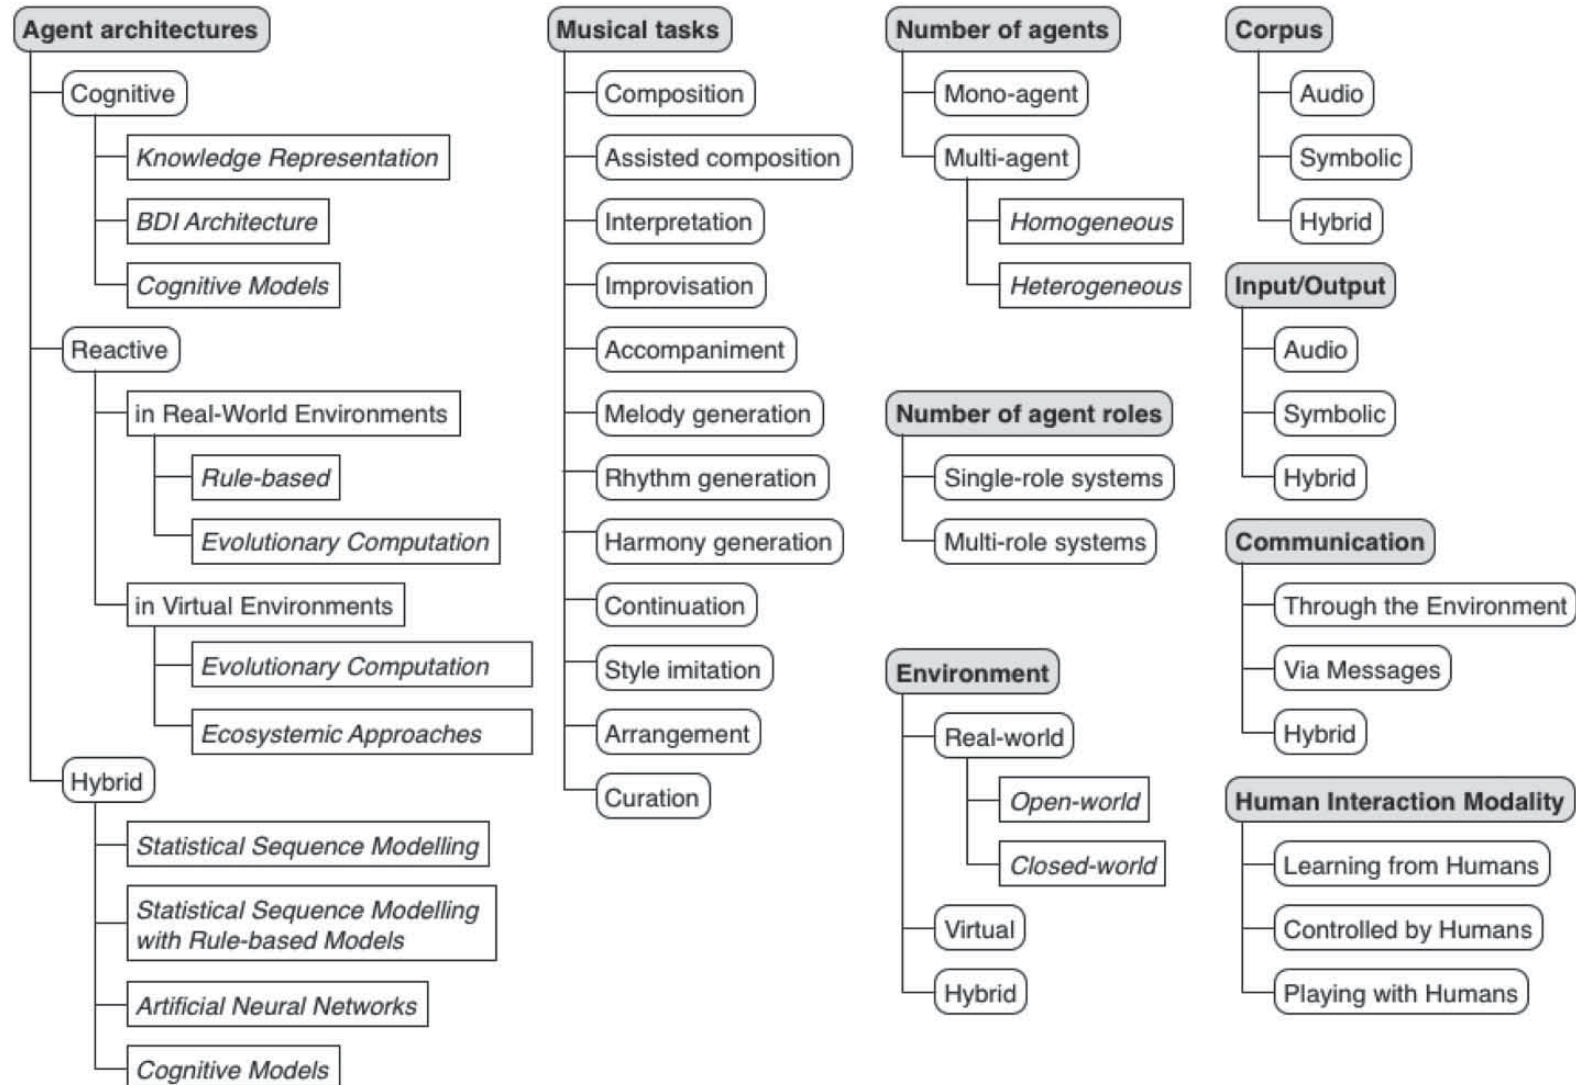 Agent architectures
Cognitive
Knowledge Representation
BDI Architecture
Cognitive Models
Reactive
in Real-World Environments
Rule-based
Evolutionary Computation
in Virtual Environments
Evolutionary Computation
Ecosystemic Approaches
Hybrid
Statistical Sequence Modelling
Statistical Sequence Modelling
with Rule-based Models
Artificial Neural Networks
Cognitive Models
Musical tasks
Composition
Assisted composition
Interpretation
Improvisation
Accompaniment
Melody generation
Rhythm generation
Harmony generation
Continuation
Style imitation
Arrangement
Curation
Number of agents
Mono-agent
Multi-agent
Homogeneous
Heterogeneous
Number of agent roles
Single-role systems
Multi-role systems
Environment
Real-world
Open-world
Closed-world
Virtual
Hybrid
Corpus
Audio
Symbolic
Hybrid
Input/Output
Audio
Symbolic
Hybrid
Communication
Through the Environment
Via Messages
Hybrid
Human Interaction Modality
Learning from Humans
Controlled by Humans
Playing with Humans